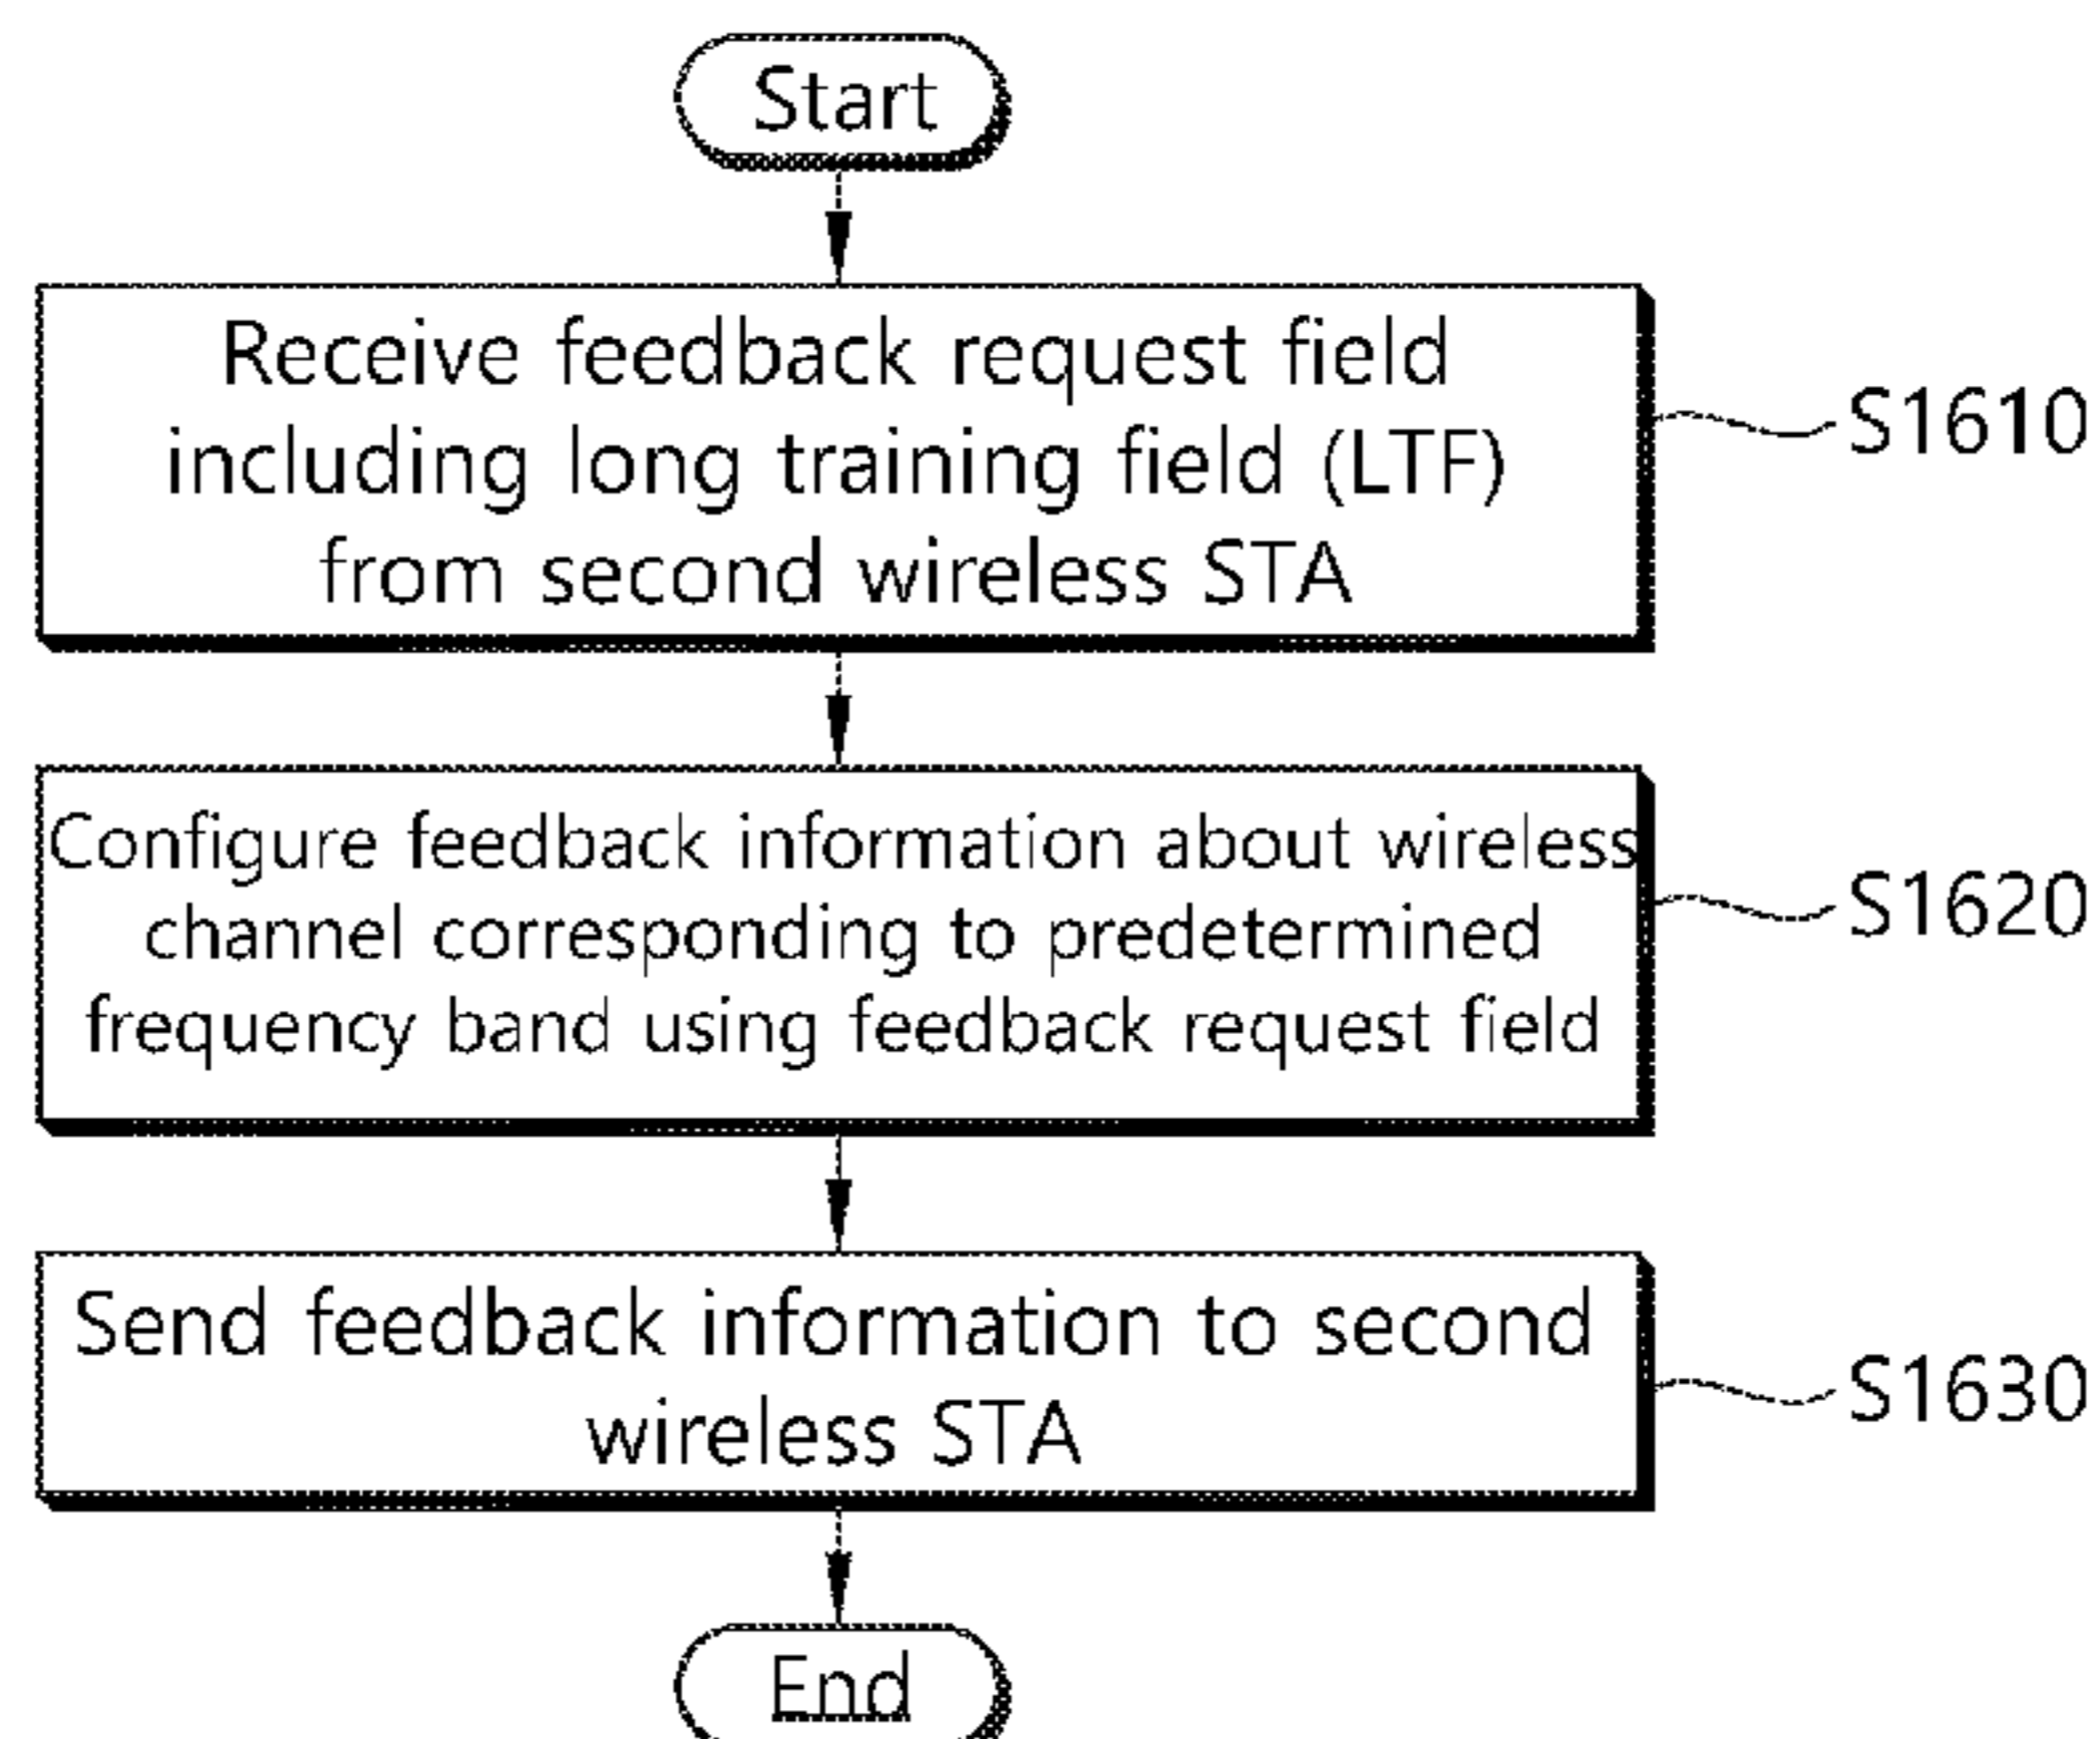 Start
Receive feedback request field
including long training field (LTF)
from second wireless STA
S1610
Configure feedback information about wireless
channel corresponding to predetermined
frequency band using feedback request field
S1620
Send feedback information to second
wireless STA
S1630
End